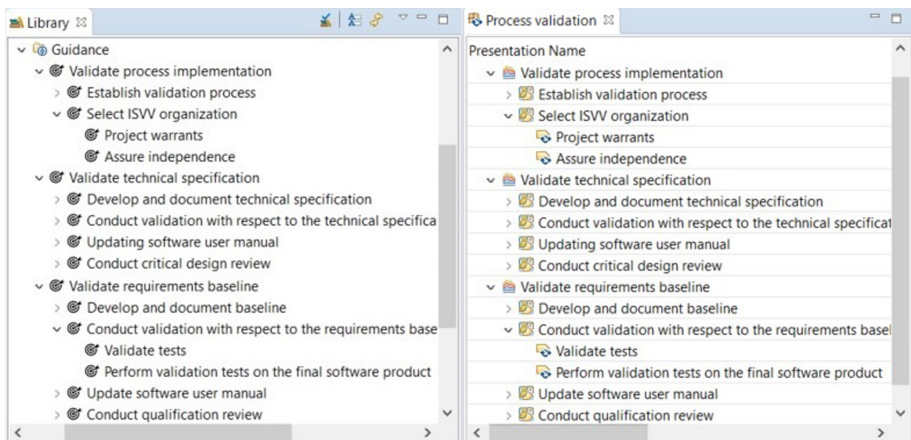 Library
Guidance
Validate process implementation
Establish validation process
Select ISVV organization
Project warrants
Assure independence
Validate technical specification
Develop and document technical specification
Conduct validation with respect to the technical specifica
Updating software user manual
Conduct critical design review
Validate requirements baseline
Develop and document baseline
Conduct validation with respect to the requirements base
Validate tests
Perform validation tests on the final software product
Update software user manual
Conduct qualification review
Process validation
Presentation Name
Validate process implementation
Establish validation process
Select ISVV organization
Project warrants
Assure independence
Validate technical specification
Develop and document technical specification
Conduct validation with respect to the technical specificat
Updating software user manual
Conduct critical design review
Validate requirements baseline
Develop and document baseline
Conduct validation with respect to the requirements basel
Validate tests
Perform validation tests on the final software product
Update software user manual
Conduct qualification review